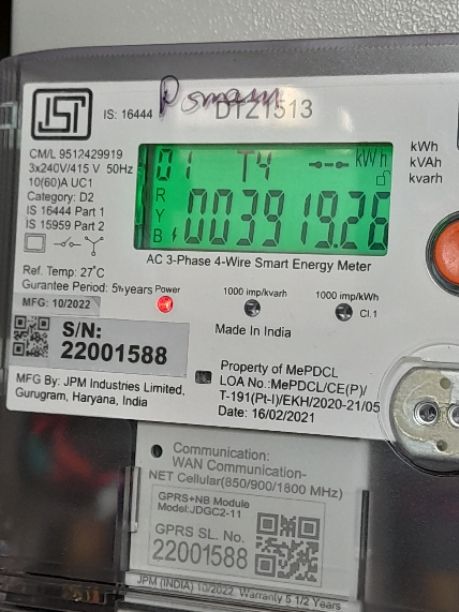 IS: 16444
DTZ1513
CM/L 9512429919
3x240V/415 V 50Hz
10(60)A UC1
Category: D2
IS 16444 Part 1
IS 15959 Part 2
01 T4 kWh
R
Y
B
003919.26
kWh
kVAh
kvarh
AC 3-Phase 4-Wire Smart Energy Meter
Ref. Temp: 27°C
Gurantee Period: 5½years
Power
1000 imp/kvarh
1000 imp/kWh
Cl.1
MFG: 10/2022
Made In India
S/N:
22001588
MFG By: JPM Industries Limited,
Gurugram, Haryana, India
Property of MePDCL
LOA No.:MePDCL/CE(P)/
T-191(Pt-I)/EKH/2020-21/05
Date: 16/02/2021
Communication:
WAN Communication-
NET Cellular(850/900/1800 MHz)
GPRS+NB Module
Model:JDGC2-11
GPRS SL. No.
22001588
JPM (INDIA) 10/2022 Warranty 5 1/2 Years